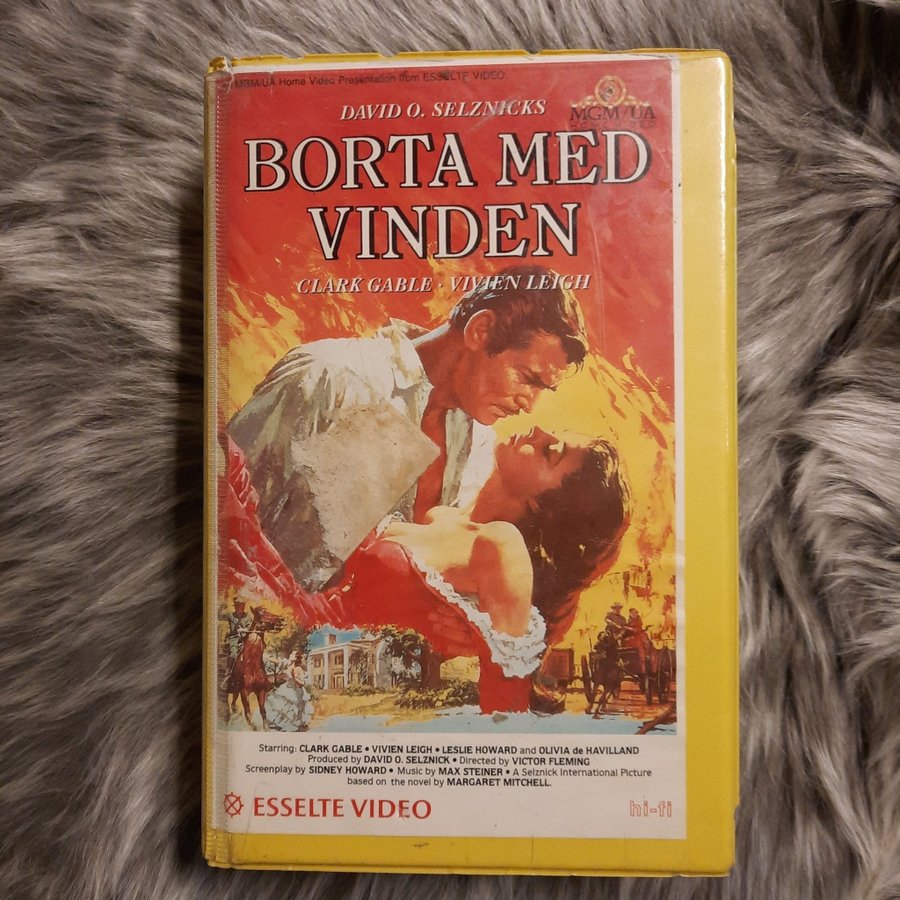 MGM/UA Home Video Presentation from ESSELTE VIDEO.
DAVID O. SELZNICKS
MGM/UA
HOME VIDEO
BORTA MED
VINDEN
CLARK GABLE · VIVIEN LEIGH
Starring: CLARK GABLE • VIVIEN LEIGH • LESLIE HOWARD and OLIVIA de HAVILLAND
Produced by DAVID O. SELZNICK • Directed by VICTOR FLEMING
Screenplay by SIDNEY HOWARD • Music by MAX STEINER • A Selznick International Picture
based on the novel by MARGARET MITCHELL.
ESSELTE VIDEO
hi-fi